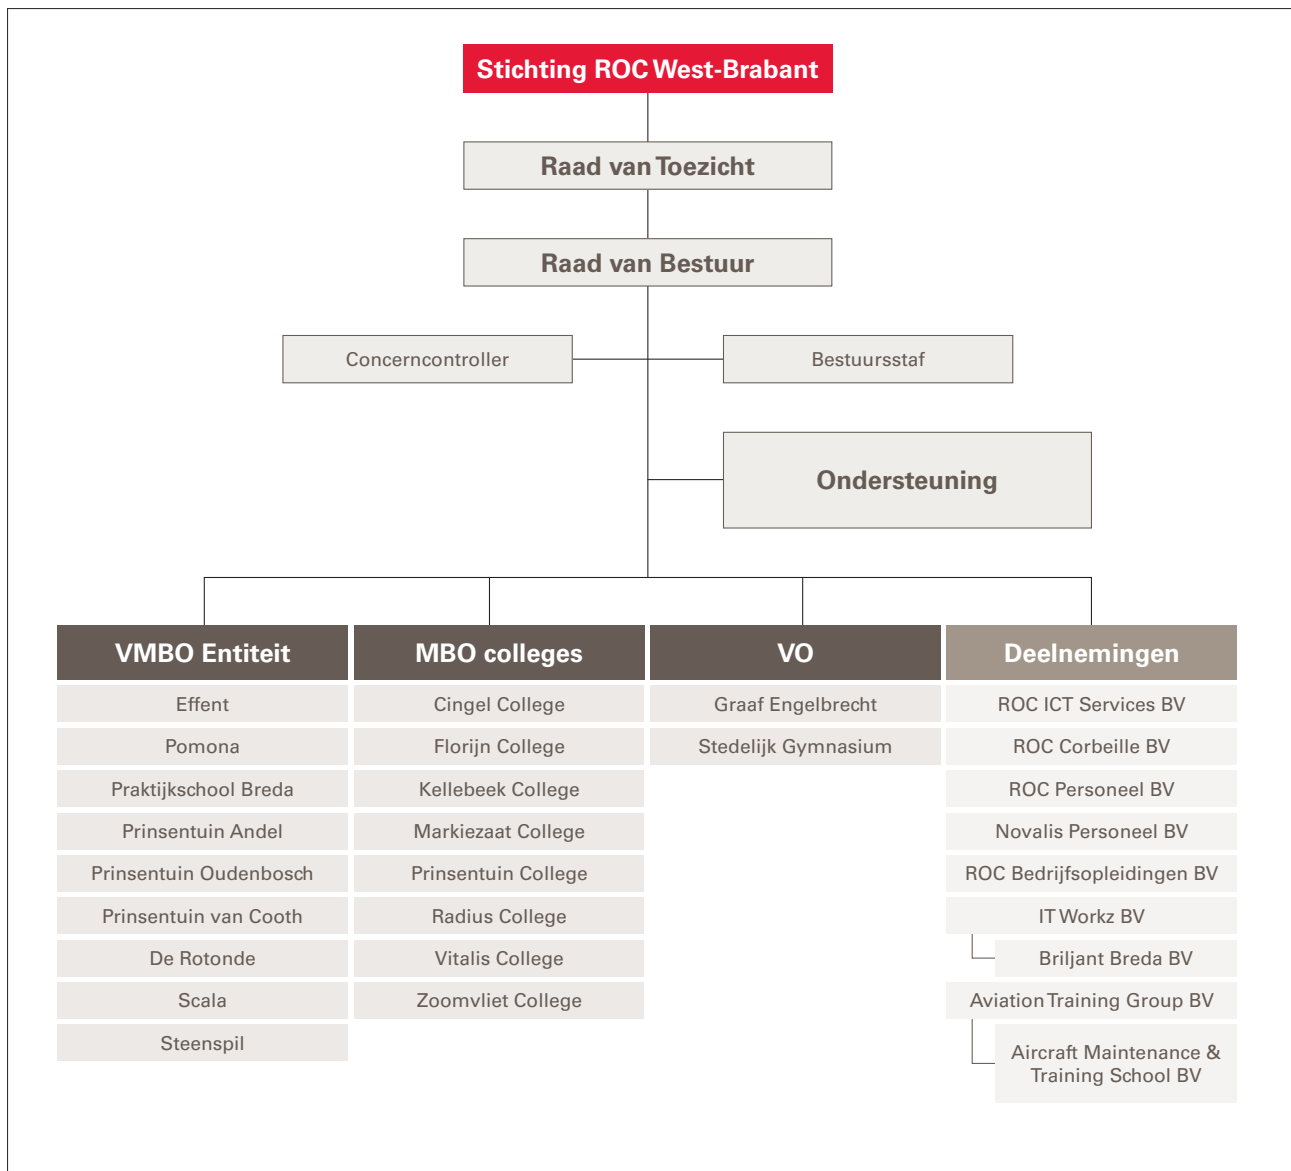 Stichting ROC West-Brabant
Raad van Toezicht
Raad van Bestuur
Concerncontroller
Bestuursstaf
Ondersteuning
VMBO Entiteit
Effent
Pomona
Praktijkschool Breda
Prinsentuin Andel
Prinsentuin Oudenbosch
Prinsentuin van Cooth
De Rotonde
Scala
Steenspil
MBO colleges
Cingel College
Florijn College
Kellebeek College
Markiezaat College
Prinsentuin College
Radius College
Vitalis College
Zoomvliet College
VO
Graaf Engelbrecht
Stedelijk Gymnasium
Deelnemingen
ROC ICT Services BV
ROC Corbeille BV
ROC Personeel BV
Novalis Personeel BV
ROC Bedrijfsopleidingen BV
IT Workz BV
Briljant Breda BV
Aviation Training Group BV
Aircraft Maintenance &
Training School BV